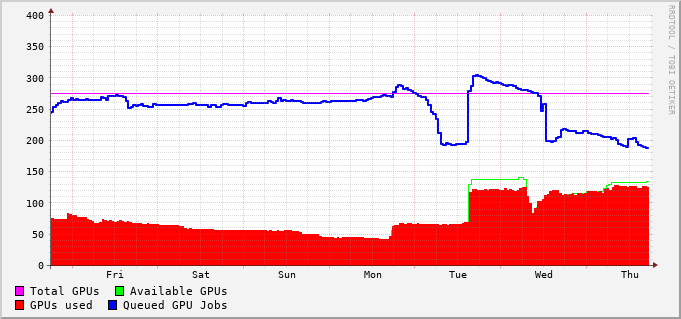 400
350
300
250
200
150
100
50
0
Fri Sat Sun Mon Tue Wed Thu
Total GPUs Available GPUs
GPUs used Queued GPU Jobs
RRDTOOL / TOBI OETIKER